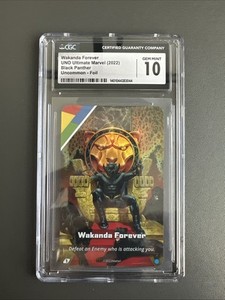 CGC
CERTIFIED GUARANTY COMPANY
Wakanda Forever
UNO Ultimate Marvel (2022)
Black Panther
Uncommon - Foil
GEM MINT
10
Wakanda Forever
Defeat an Enemy who is attacking you.